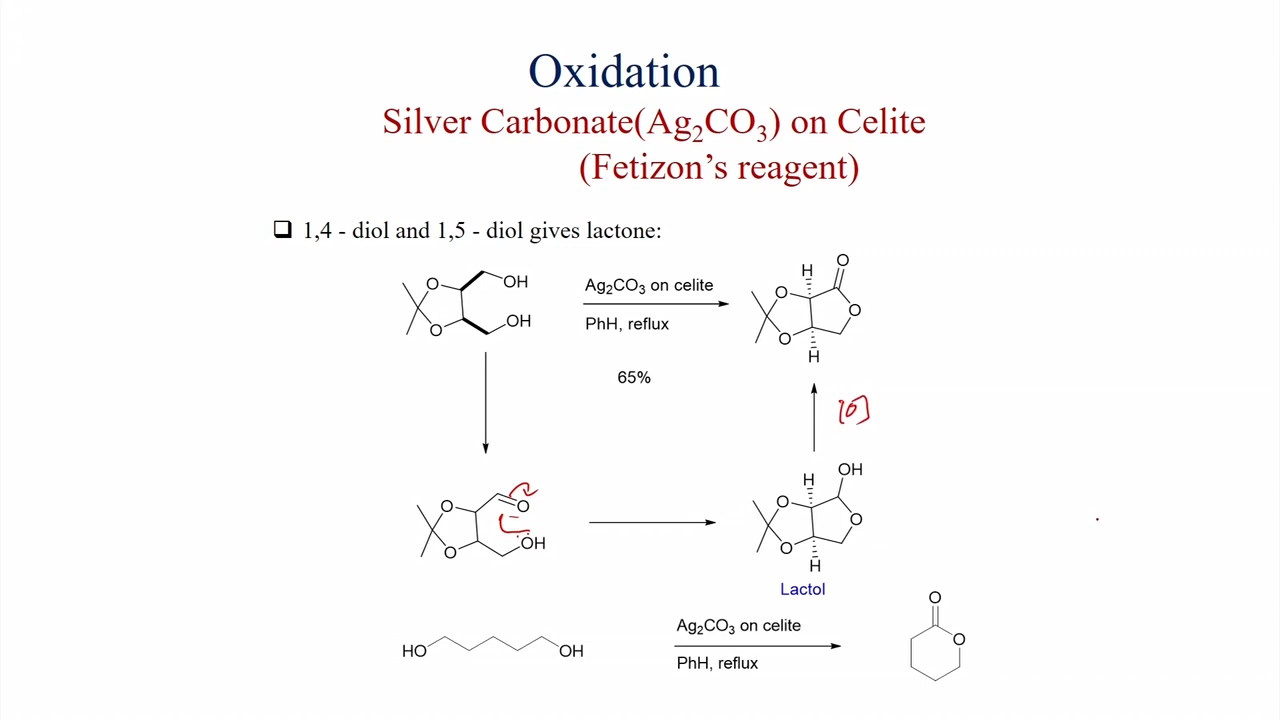 Oxidation
Silver Carbonate(Ag₂CO₃) on Celite
(Fetizon’s reagent)
❑ 1,4 - diol and 1,5 - diol gives lactone:
O
O
OH
OH
Ag₂CO₃ on celite
PhH, reflux
65%
H
O
O
O
O
H
[O]
O
O
O
OH
H
OH
O
O
O
H
Lactol
HO
OH
Ag₂CO₃ on celite
PhH, reflux
O
O